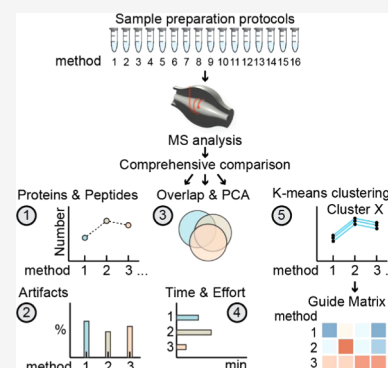 Sample preparation protocols
method 1 2 3 4 5 6 7 8 9 10 11 12 13 14 15 16
MS analysis
Comprehensive comparison
Proteins & Peptides
1
Number
method 1 2 3 ...
Overlap & PCA
3
K-means clustering
5
Cluster X
method 1 2 3 .
Artifacts
2
%
method 1 2 3
Time & Effort
4
1
2
3
min
Guide Matrix
method
1
2
3